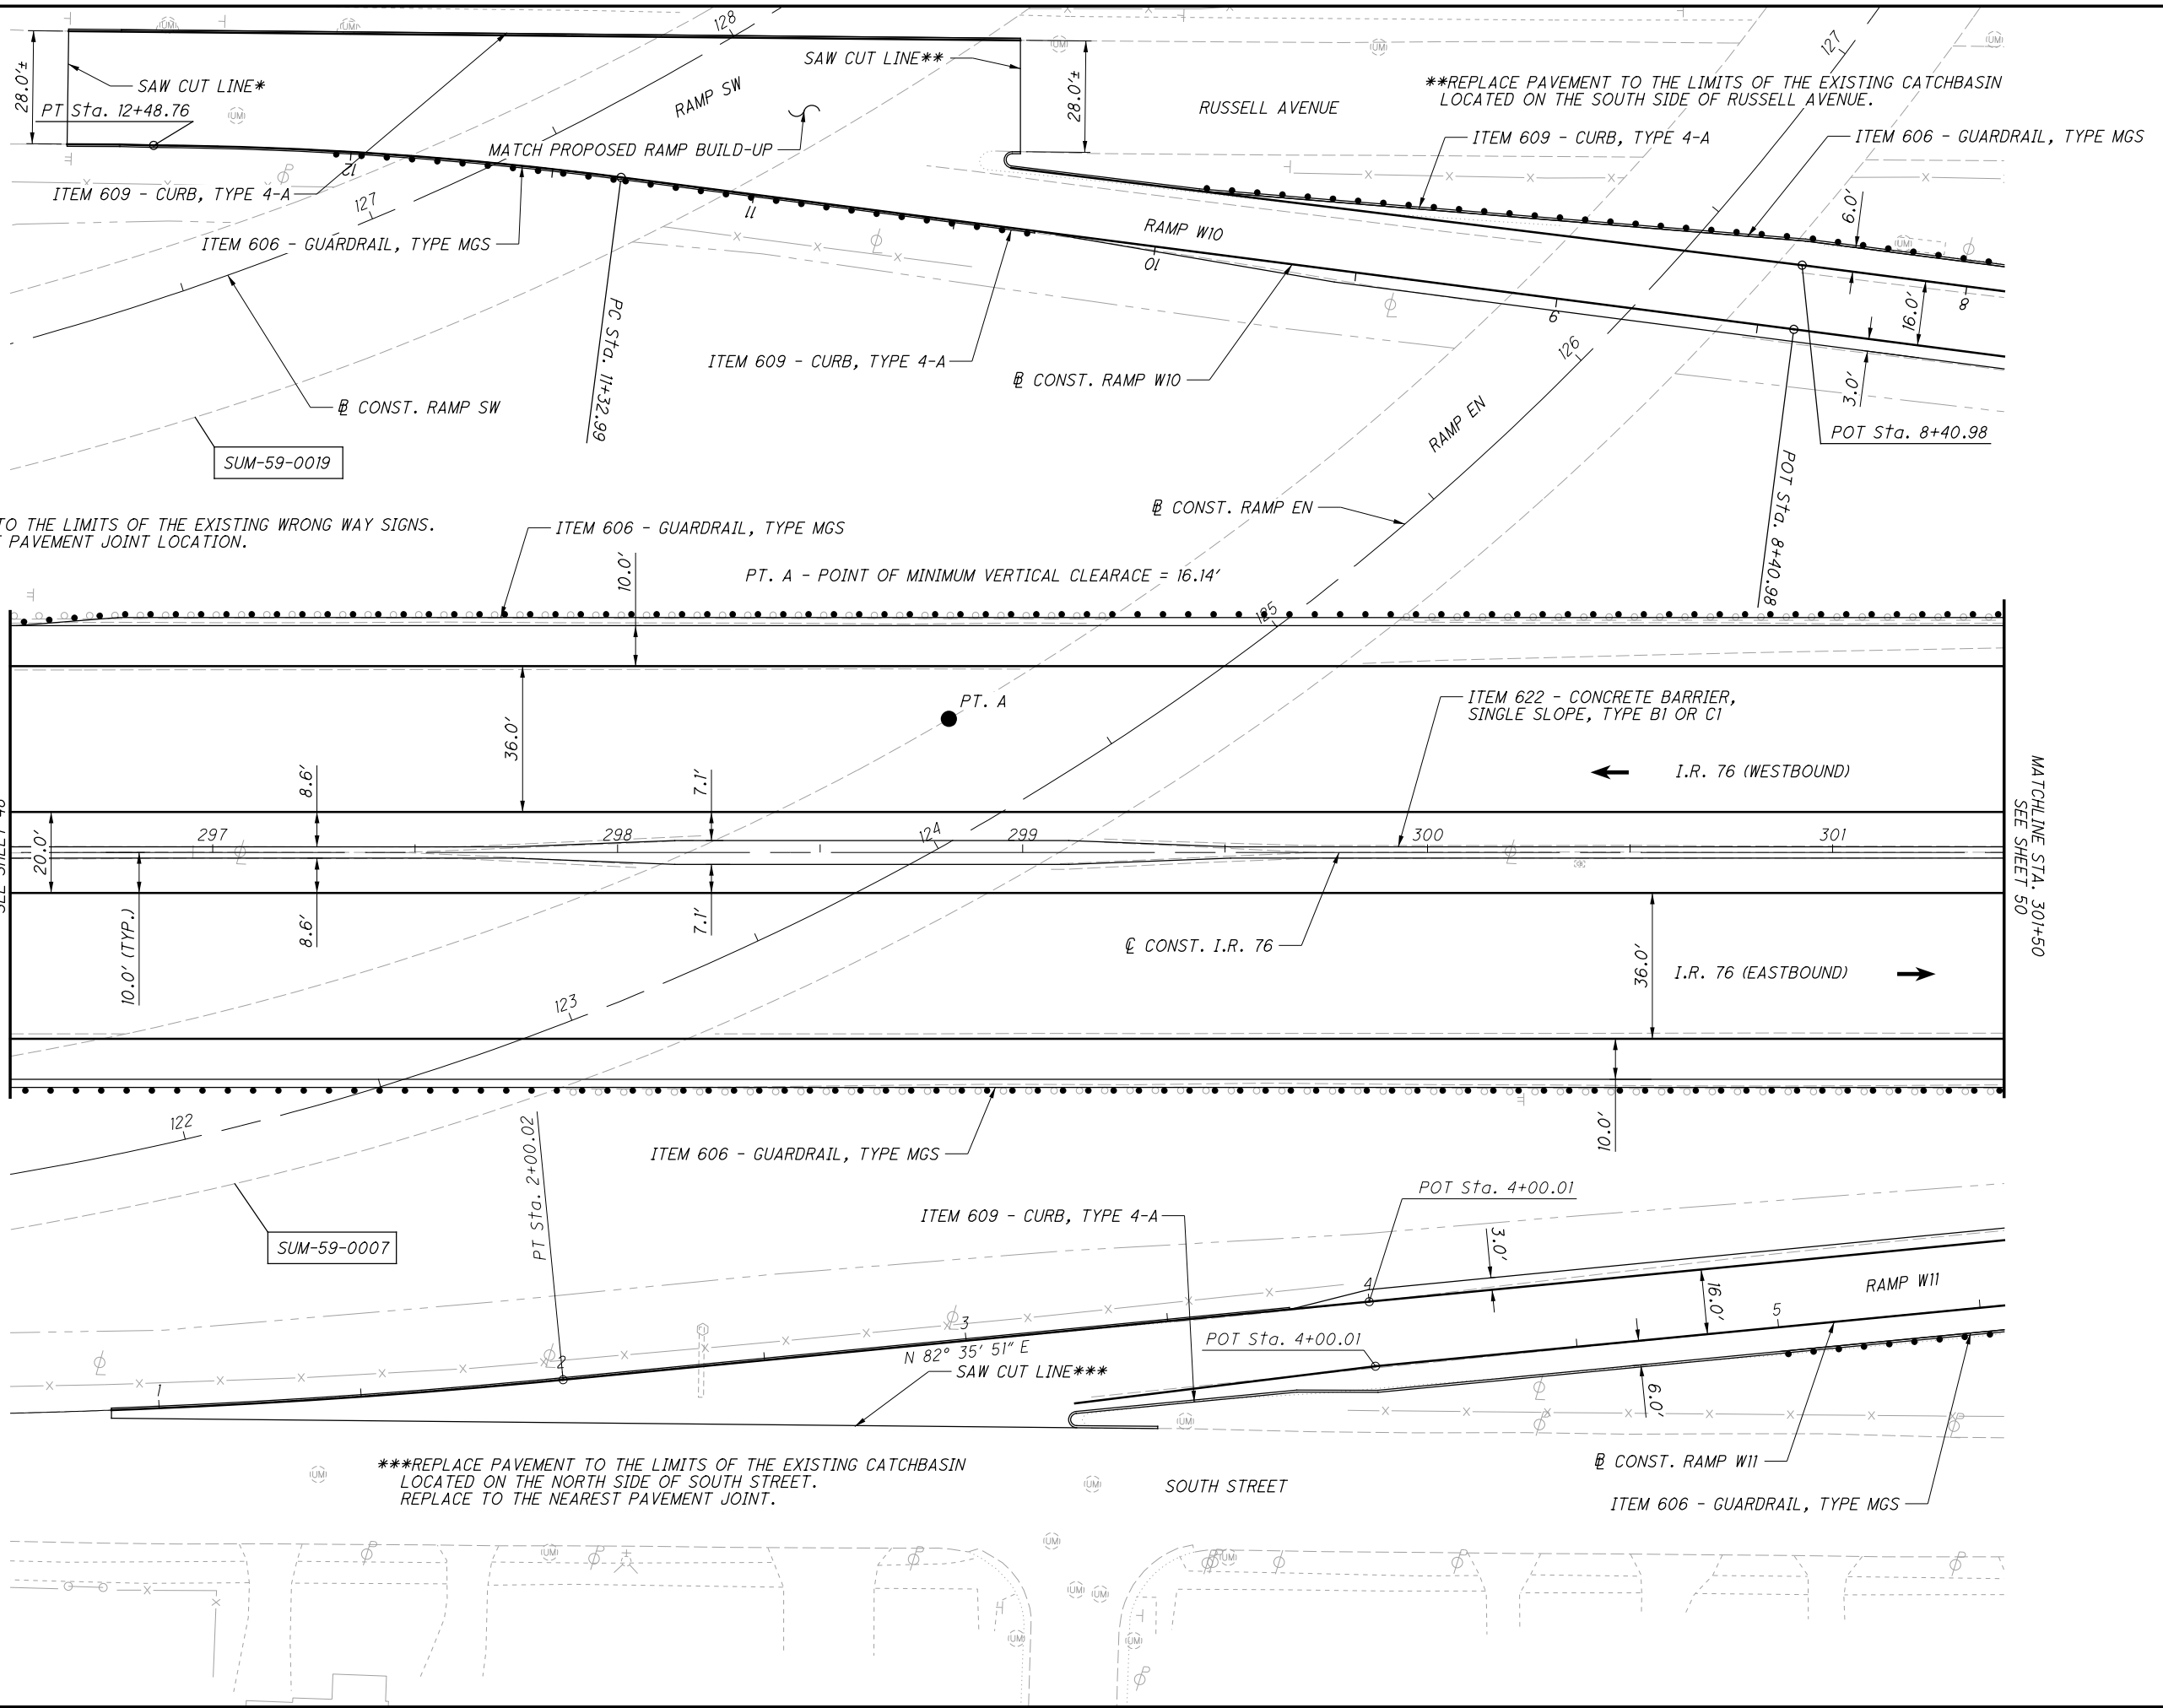 128
SAW CUT LINE**
127
28.0'±
SAW CUT LINE*
PT Sta. 12+48.76
RAMP SW
28.0'±
RUSSELL AVENUE
**REPLACE PAVEMENT TO THE LIMITS OF THE EXISTING CATCHBASIN
LOCATED ON THE SOUTH SIDE OF RUSSELL AVENUE.
MATCH PROPOSED RAMP BUILD-UP
ITEM 609 - CURB, TYPE 4-A
ITEM 606 - GUARDRAIL, TYPE MGS
12
ITEM 609 - CURB, TYPE 4-A
127
11
ITEM 606 - GUARDRAIL, TYPE MGS
RAMP W10
6.0'
10
PC Sta. 11+32.99
9
16.0'
8
ITEM 609 - CURB, TYPE 4-A
℄ CONST. RAMP W10
126
3.0'
℄ CONST. RAMP SW
RAMP EN
POT Sta. 8+40.98
SUM-59-0019
POT Sta. 8+40.98
℄ CONST. RAMP EN
TO THE LIMITS OF THE EXISTING WRONG WAY SIGNS.
PAVEMENT JOINT LOCATION.
ITEM 606 - GUARDRAIL, TYPE MGS
10.0'
PT. A - POINT OF MINIMUM VERTICAL CLEARACE = 16.14'
125
PT. A
ITEM 622 - CONCRETE BARRIER,
SINGLE SLOPE, TYPE B1 OR C1
36.0'
8.6'
7.1'
I.R. 76 (WESTBOUND)
MATCHLINE STA. 301+50
SEE SHEET 50
20.0'
297
298
124
299
300
301
10.0' (TYP.)
8.6'
7.1'
℄ CONST. I.R. 76
36.0'
I.R. 76 (EASTBOUND)
123
122
ITEM 606 - GUARDRAIL, TYPE MGS
10.0'
PT Sta. 2+00.02
POT Sta. 4+00.01
ITEM 609 - CURB, TYPE 4-A
SUM-59-0007
3.0'
4
16.0'
RAMP W11
5
3
POT Sta. 4+00.01
N 82° 35' 51" E
2
SAW CUT LINE***
1
6.0'
***REPLACE PAVEMENT TO THE LIMITS OF THE EXISTING CATCHBASIN
LOCATED ON THE NORTH SIDE OF SOUTH STREET.
REPLACE TO THE NEAREST PAVEMENT JOINT.
SOUTH STREET
℄ CONST. RAMP W11
ITEM 606 - GUARDRAIL, TYPE MGS